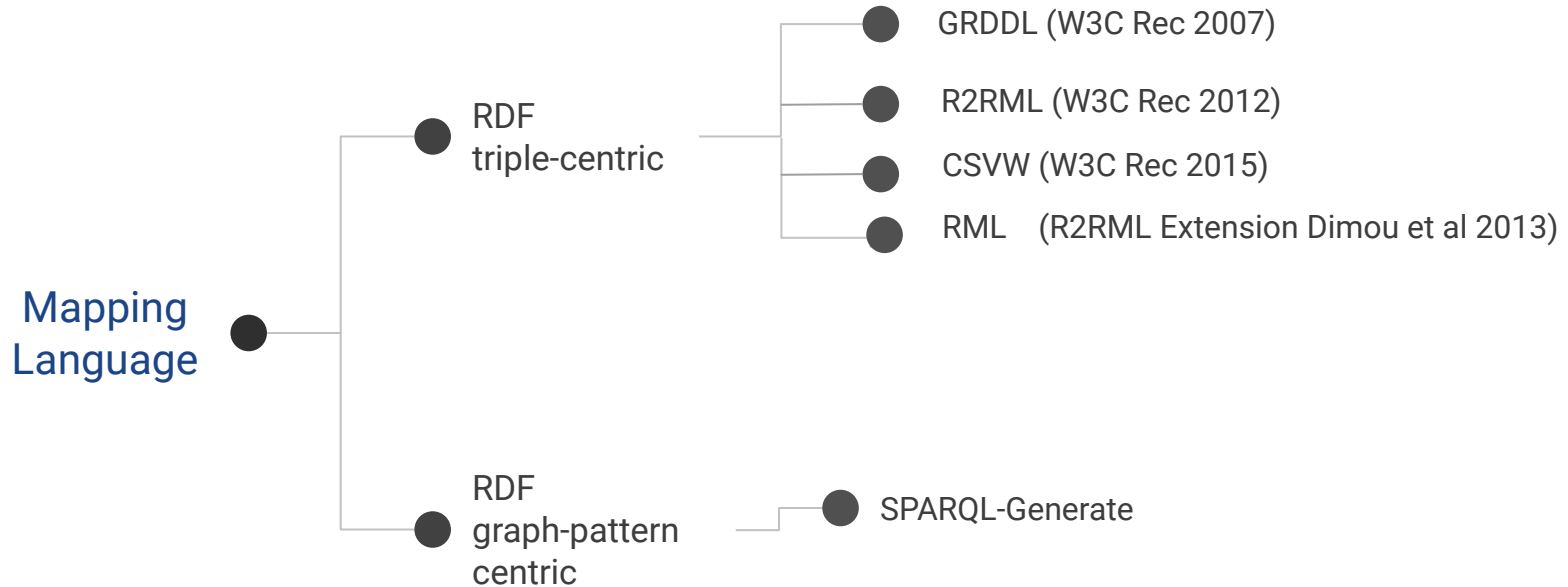 Mapping
Language
RDF
triple-centric
GRDDL (W3C Rec 2007)
R2RML (W3C Rec 2012)
CSVW (W3C Rec 2015)
RML (R2RML Extension Dimou et al 2013)
RDF
graph-pattern
centric
SPARQL-Generate